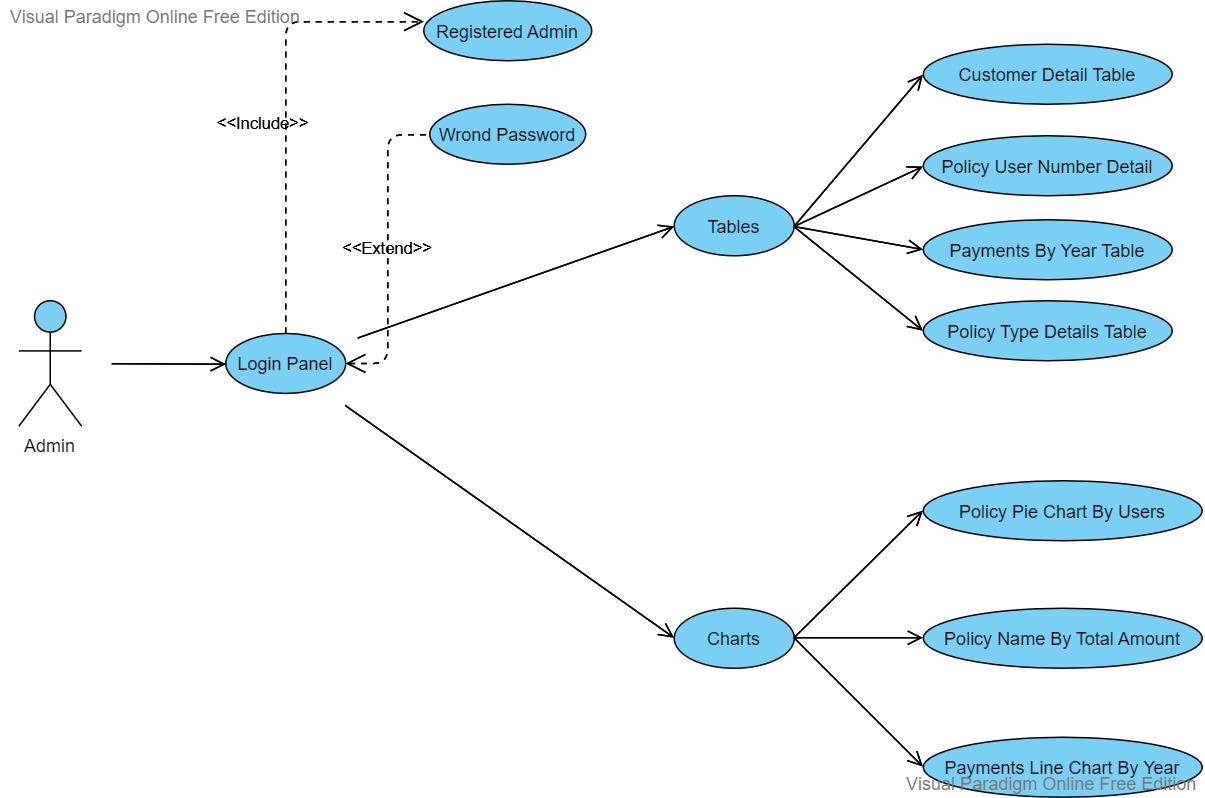 Visual Paradigm Online Free Edition
Registered Admin
Customer Detail Table
<<Include>>
Wrond Password
Policy User Number Detail
Tables
<<Extend>>
Payments By Year Table
Policy Type Details Table
Login Panel
Admin
Policy Pie Chart By Users
Charts
Policy Name By Total Amount
Payments Line Chart By Year
Visual Paradigm Online Free Edition